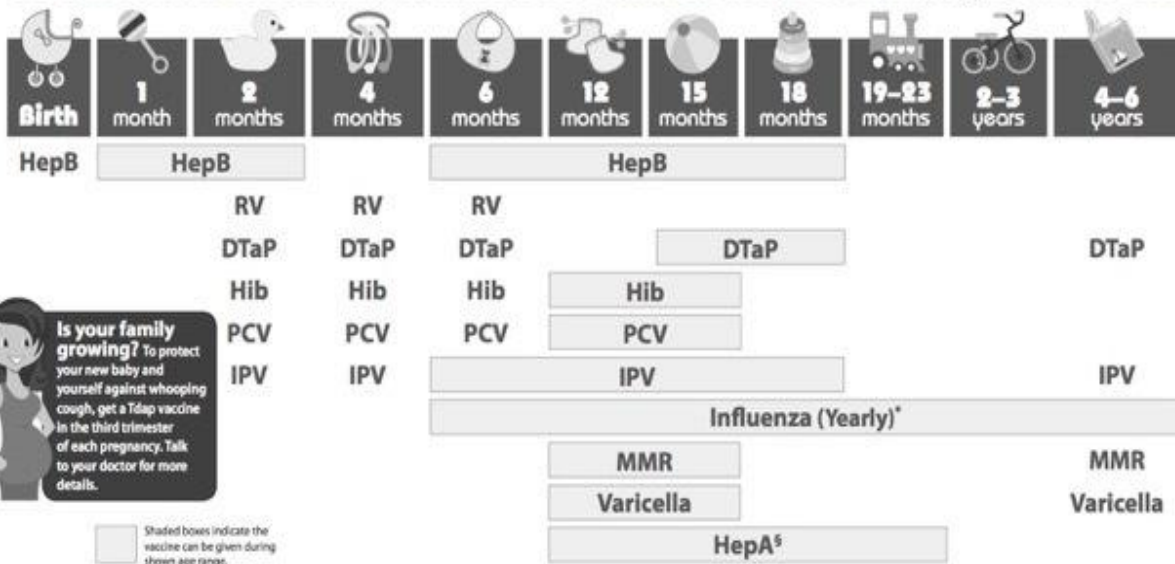 Birth
1 month
2 months
4 months
6 months
12 months
15 months
18 months
19–23 months
2–3 years
4–6 years
HepB HepB HepB
RV RV RV
DTaP DTaP DTaP DTaP DTaP
Hib Hib Hib Hib
PCV PCV PCV PCV
IPV IPV IPV IPV
Influenza (Yearly)*
MMR MMR
Varicella Varicella
HepA§
Is your family
growing? To protect
your new baby and
yourself against whooping
cough, get a Tdap vaccine
in the third trimester
of each pregnancy. Talk
to your doctor for more
details.
Shaded boxes indicate the
vaccine can be given during
shown age range.